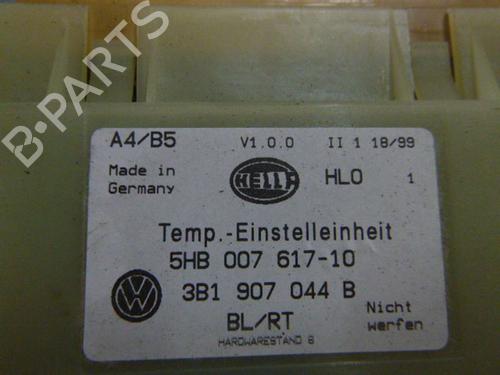 B-PARTS
A4/B5 V1.0.0 II 1 18/99
Made in
Germany
HELLA
HLO 1
Temp.-Einstelleinheit
5HB 007 617-10
3B1 907 044 B
BL/RT
Nicht
werfen
HARDWARESTAND 6